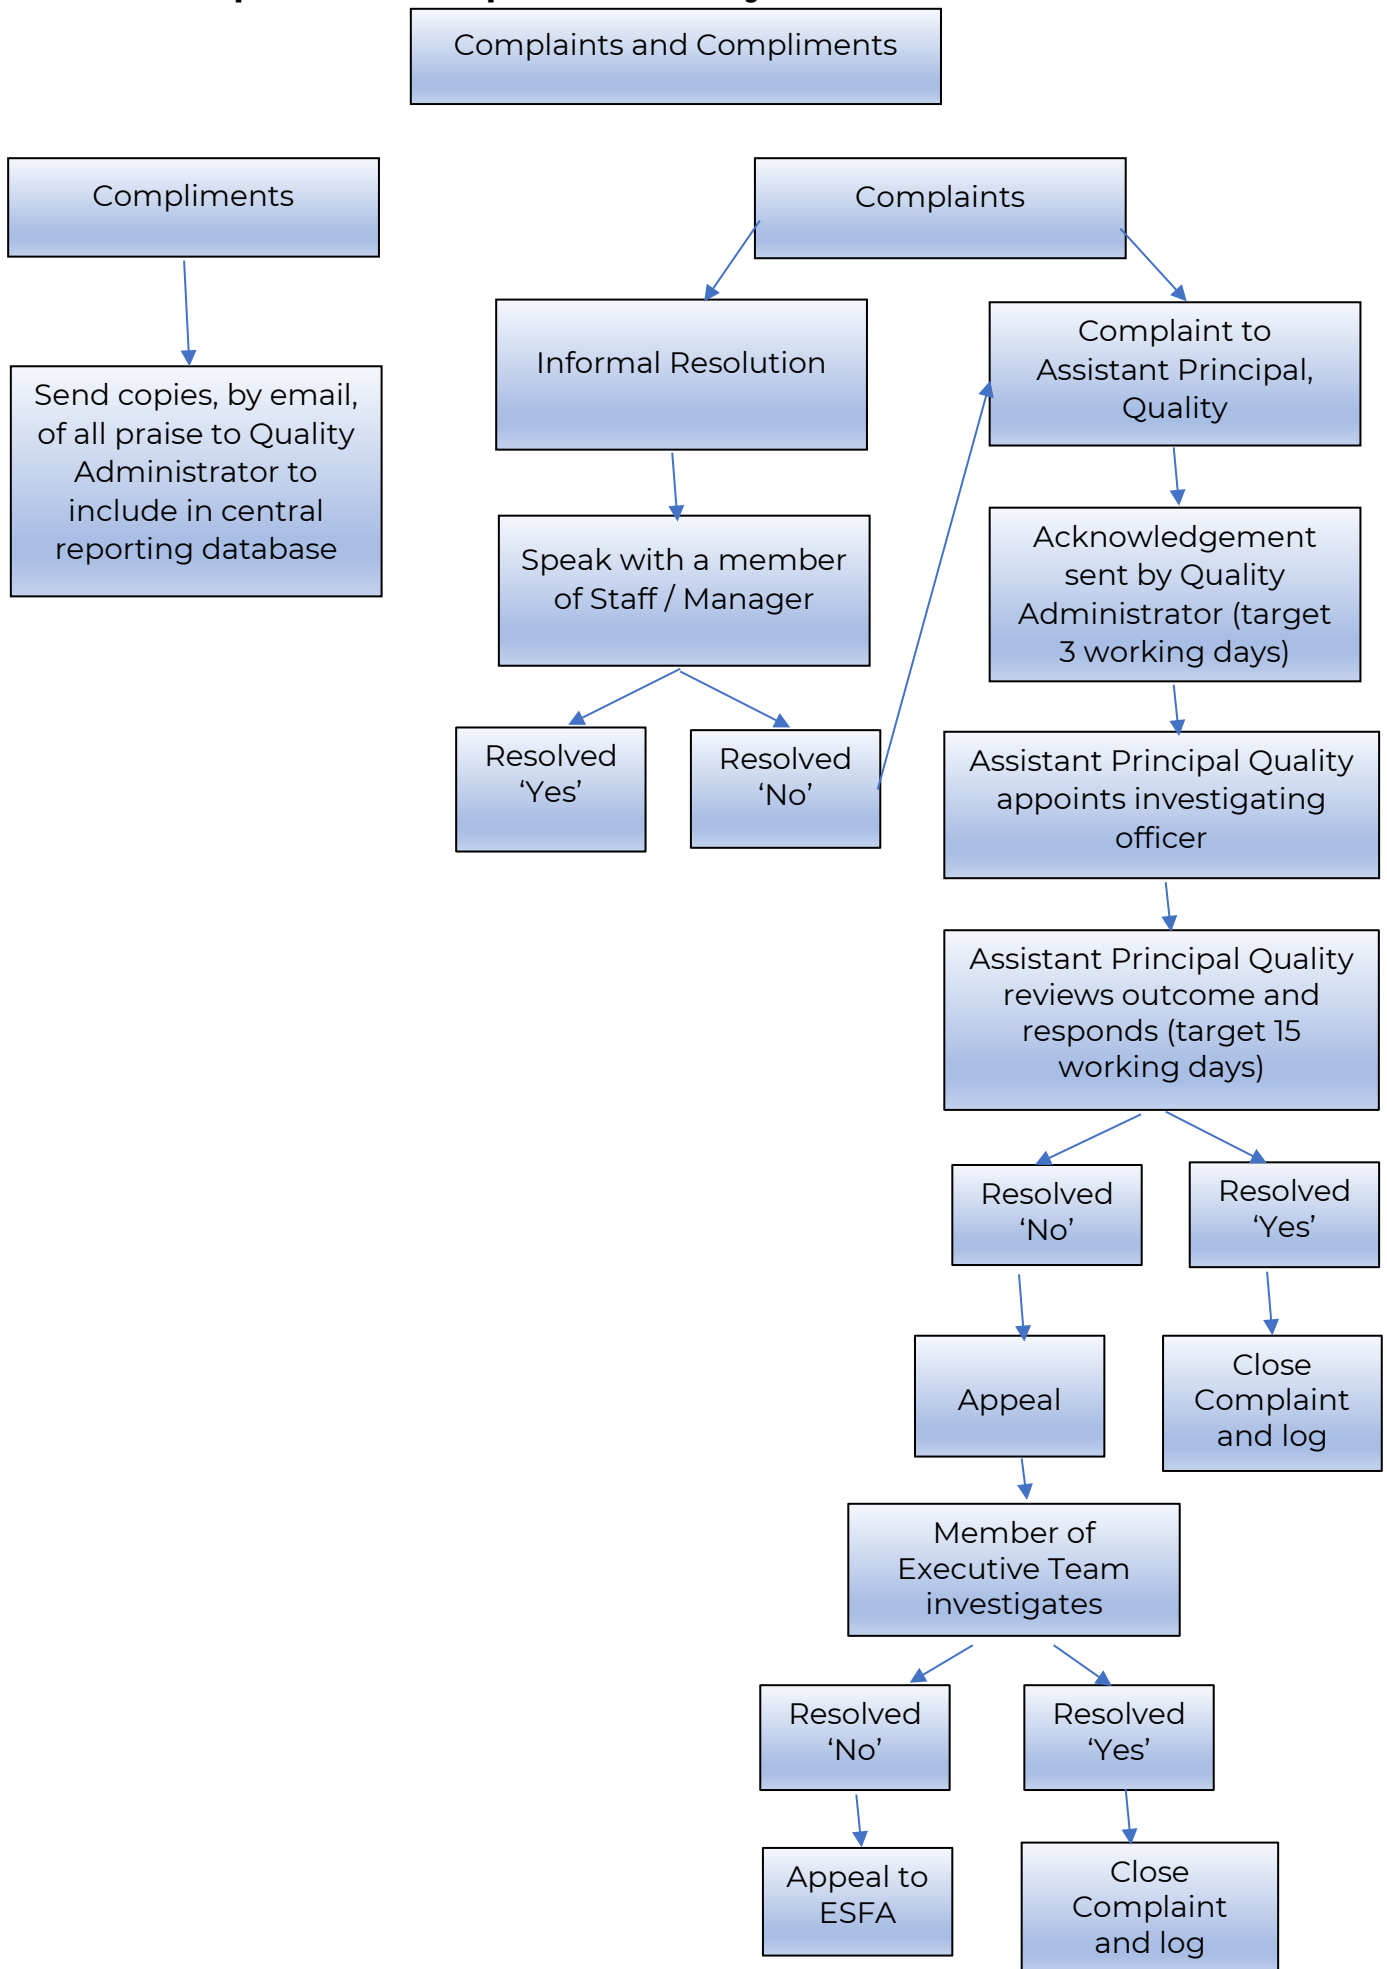 Complaints and Compliments
Compliments
Complaints
Send copies, by email,
of all praise to Quality
Administrator to
include in central
reporting database
Informal Resolution
Speak with a member
of Staff / Manager
Resolved
‘Yes’
Resolved
‘No’
Complaint to
Assistant Principal,
Quality
Acknowledgement
sent by Quality
Administrator (target
3 working days)
Assistant Principal Quality
appoints investigating
officer
Assistant Principal Quality
reviews outcome and
responds (target 15
working days)
Resolved
‘No’
Resolved
‘Yes’
Appeal
Close
Complaint
and log
Member of
Executive Team
investigates
Resolved
‘No’
Resolved
‘Yes’
Appeal to
ESFA
Close
Complaint
and log